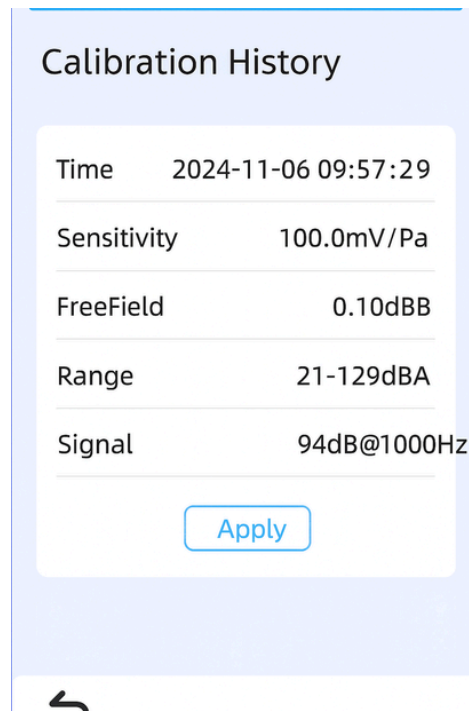 Calibration History
Time 2024-11-06 09:57:29
Sensitivity 100.0mV/Pa
FreeField 0.10dBB
Range 21-129dBA
Signal 94dB@1000Hz
Apply